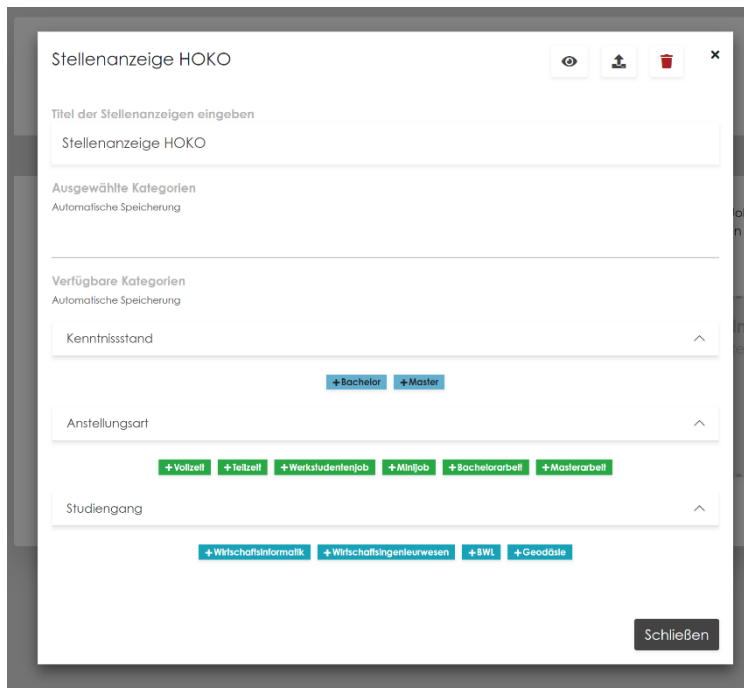 Stellenanzeige HOKO
×
Titel der Stellenanzeigen eingeben
Stellenanzeige HOKO
Ausgewählte Kategorien
Automatische Speicherung
Verfügbare Kategorien
Automatische Speicherung
Kenntnisstand
+Bachelor +Master
Anstellungsart
+Vollzeit +Teilzeit +Werkstudentenjob +Minijob +Bachelorarbeit +Masterarbeit
Studiengang
+Wirtschaftsinformatik +Wirtschaftsingenieurwesen +BWL +Geodäsie
Schließen